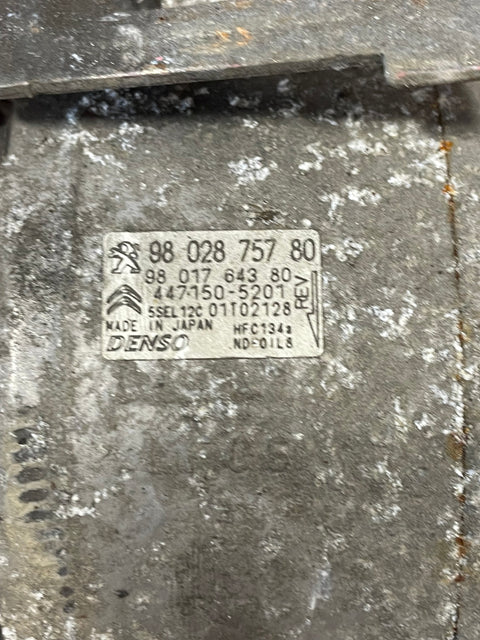 98 028 757 80
98 017 643 80
447150-5201
REV
5SEL12C 01T02128
MADE IN JAPAN HFC134a
DENSO ND-OIL8